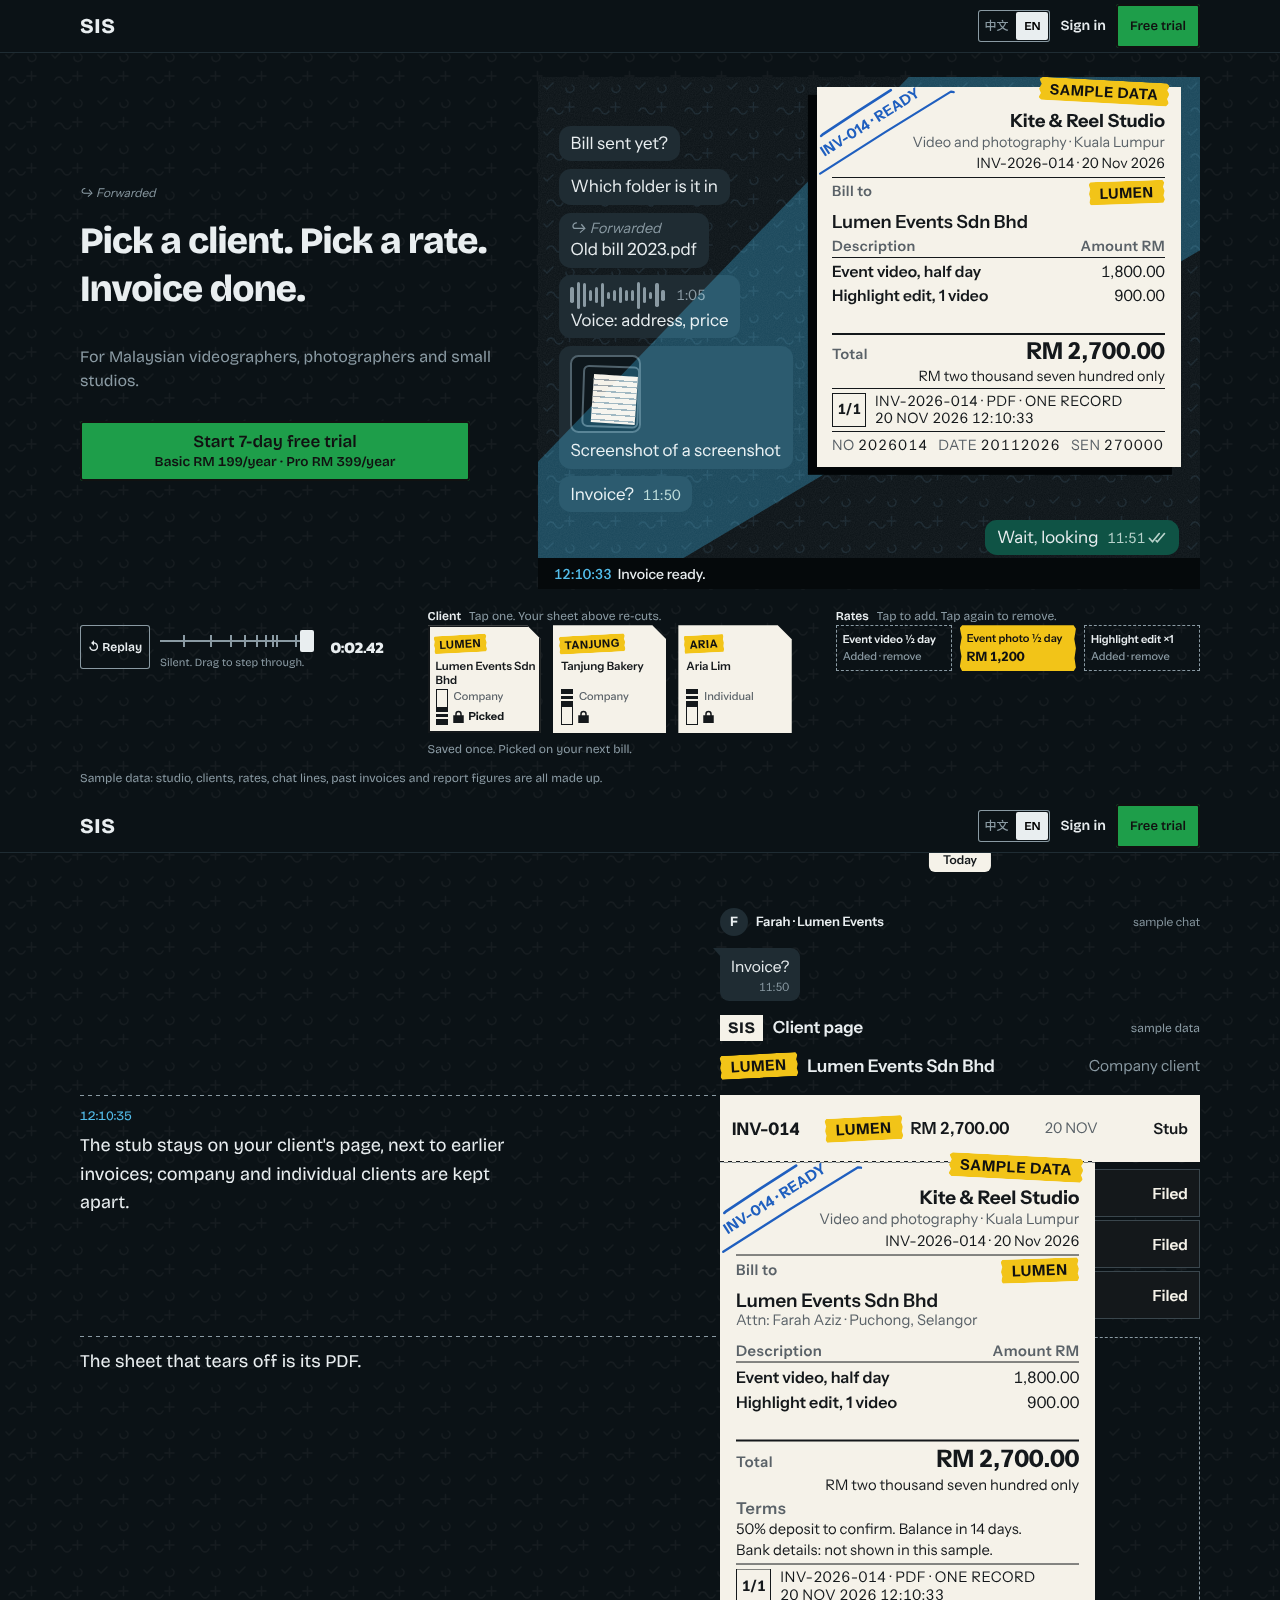 SIS
中文 EN Sign in Free trial
↪ Forwarded
Pick a client. Pick a rate.
Invoice done.
For Malaysian videographers, photographers and small
studios.
Start 7-day free trial
Basic RM 199/year · Pro RM 399/year
Bill sent yet?
Which folder is it in
↪ Forwarded
Old bill 2023.pdf
1:05
Voice: address, price
Screenshot of a screenshot
Invoice? 11:50
SAMPLE DATA
INV-014 · READY
Kite & Reel Studio
Video and photography · Kuala Lumpur
INV-2026-014 · 20 Nov 2026
Bill to LUMEN
Lumen Events Sdn Bhd
Description Amount RM
Event video, half day 1,800.00
Highlight edit, 1 video 900.00
Total RM 2,700.00
RM two thousand seven hundred only
1/1 INV-2026-014 · PDF · ONE RECORD
20 NOV 2026 12:10:33
NO 2026014 DATE 20112026 SEN 270000
Wait, looking 11:51
12:10:33 Invoice ready.
Replay
Silent. Drag to step through.
0:02.42
Client Tap one. Your sheet above re-cuts.
LUMEN
Lumen Events Sdn
Bhd
Company
Picked
TANJUNG
Tanjung Bakery
Company
ARIA
Aria Lim
Individual
Saved once. Picked on your next bill.
Rates Tap to add. Tap again to remove.
Event video ½ day
Added · remove
Event photo ½ day
RM 1,200
Highlight edit ×1
Added · remove
Sample data: studio, clients, rates, chat lines, past invoices and report figures are all made up.
SIS
中文 EN Sign in Free trial
Today
F Farah · Lumen Events sample chat
Invoice?
11:50
SIS Client page sample data
LUMEN Lumen Events Sdn Bhd Company client
12:10:35
The stub stays on your client's page, next to earlier
invoices; company and individual clients are kept
apart.
INV-014 LUMEN RM 2,700.00 20 NOV Stub
SAMPLE DATA
INV-014 · READY
Kite & Reel Studio
Video and photography · Kuala Lumpur
INV-2026-014 · 20 Nov 2026
Filed
Filed
Filed
Bill to LUMEN
Lumen Events Sdn Bhd
Attn: Farah Aziz · Puchong, Selangor
The sheet that tears off is its PDF.
Description Amount RM
Event video, half day 1,800.00
Highlight edit, 1 video 900.00
Total RM 2,700.00
RM two thousand seven hundred only
Terms
50% deposit to confirm. Balance in 14 days.
Bank details: not shown in this sample.
1/1 INV-2026-014 · PDF · ONE RECORD
20 NOV 2026 12:10:33